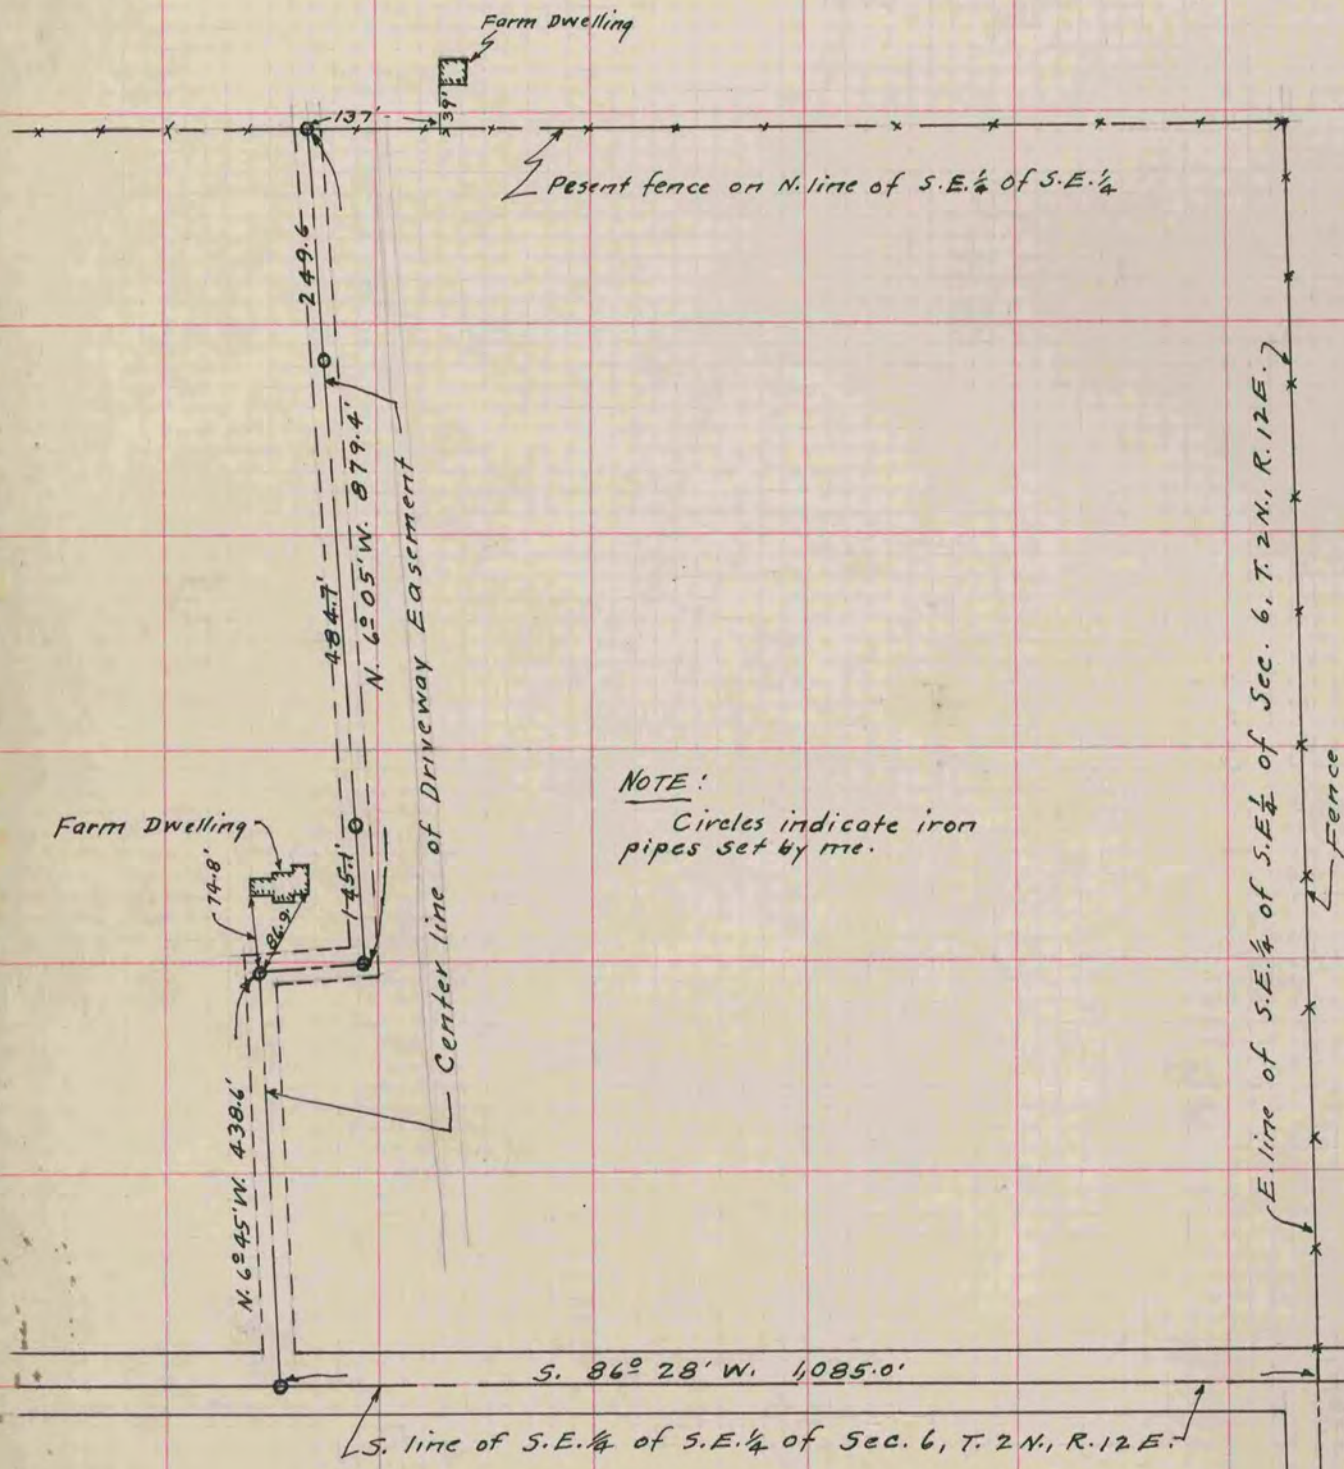 Farm Dwelling
137'
39'
Pesent fence on N. line of S.E.¼ of S.E.¼
249.6
484.7'
N. 6° 05' W. 879.4'
145.1'
Center line of Driveway Easement
E. line of S.E.¼ of S.E.¼ of Sec. 6, T. 2 N., R. 12 E.
Fence
NOTE:
Circles indicate iron
pipes set by me.
Farm Dwelling
74.8'
86.9'
N. 6° 45' W. 438.6'
S. 86° 28' W. 1,085.0'
S. line of S.E.¼ of S.E.¼ of Sec. 6, T. 2 N., R. 12 E.